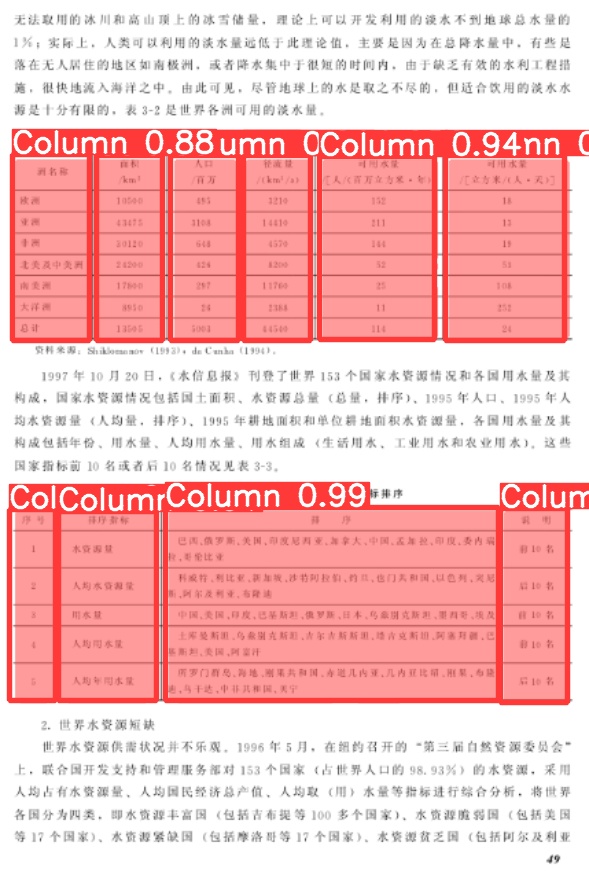 无法取用的冰川和高山顶上的冰雪储量，理论上可以开发利用的淡水不到地球总水量的
1%；实际上，人类可以利用的淡水量远低于此理论值，主要是因为在总降水量中，有些是
落在无人居住的地区如南极洲，或者降水集中于很短的时间内，由于缺乏有效的水利工程措
施，很快地流入海洋之中。由此可见，尽管地球上的水是取之不尽的，但适合饮用的淡水水
源是十分有限的，表 3-2 是世界各洲可用的淡水量。
Column 0.88 umn 0 Column 0.94 nn 0
洲名称 面积/km² 人口/百万 径流量/(km³/a) 可用水量/[人/(百万立方米·年)] 可用水量/[立方米/(人·天)]
欧洲 10500 495 3210 152 18
亚洲 43475 3108 14410 211 13
非洲 30120 648 4570 144 19
北美及中美洲 24200 426 8200 52 53
南美洲 17800 297 11760 25 108
大洋洲 8950 26 2388 11 252
总计 13505 5003 44540 114 24
资料来源：Shiklomanov (1993)，da Cunha (1994)。
1997 年 10 月 20 日，《水信息报》刊登了世界 153 个国家水资源情况和各国用水量及其
构成，国家水资源情况包括国土面积、水资源总量（总量，排序）、1995 年人口、1995 年人
均水资源量（人均量，排序）、1995 年耕地面积和单位耕地面积水资源量，各国用水量及其
构成包括年份、用水量、人均用水量、用水组成（生活用水、工业用水和农业用水）。这些
国家指标前 10 名或者后 10 名情况见表 3-3。
Col Column Column 0.99 标排序 Colum
序号 排序指标 排 序 说 明
1 水资源量 巴西、俄罗斯、美国、印度尼西亚、加拿大、中国、孟加拉、印度、委内瑞
拉、哥伦比亚 前 10 名
2 人均水资源量 科威特、利比亚、新加坡、沙特阿拉伯、约旦、也门共和国、以色列、突尼
斯、阿尔及利亚、布隆迪 后 10 名
3 用水量 中国、美国、印度、巴基斯坦、俄罗斯、日本、乌兹别克斯坦、墨西哥、埃及 前 10 名
4 人均用水量 土库曼斯坦、乌兹别克斯坦、吉尔吉斯斯坦、塔吉克斯坦、阿塞拜疆、巴
基斯坦、美国、阿富汗 前 10 名
5 人均年用水量 所罗门群岛、海地、刚果共和国、赤道几内亚、几内亚比绍、刚果、布隆
迪、乌干达、中非共和国、不丹 后 10 名
2. 世界水资源短缺
世界水资源供需状况并不乐观。1996 年 5 月，在纽约召开的“第三届自然资源委员会”
上，联合国开发支持和管理服务部对 153 个国家（占世界人口的 98.93%）的水资源，采用
人均占有水资源量、人均国民经济总产值、人均取（用）水量等指标进行综合分析，将世界
各国分为四类，即水资源丰富国（包括吉布提等 100 多个国家）、水资源脆弱国（包括美国
等 17 个国家）、水资源紧缺国（包括摩洛哥等 17 个国家）、水资源贫乏国（包括阿尔及利亚
49